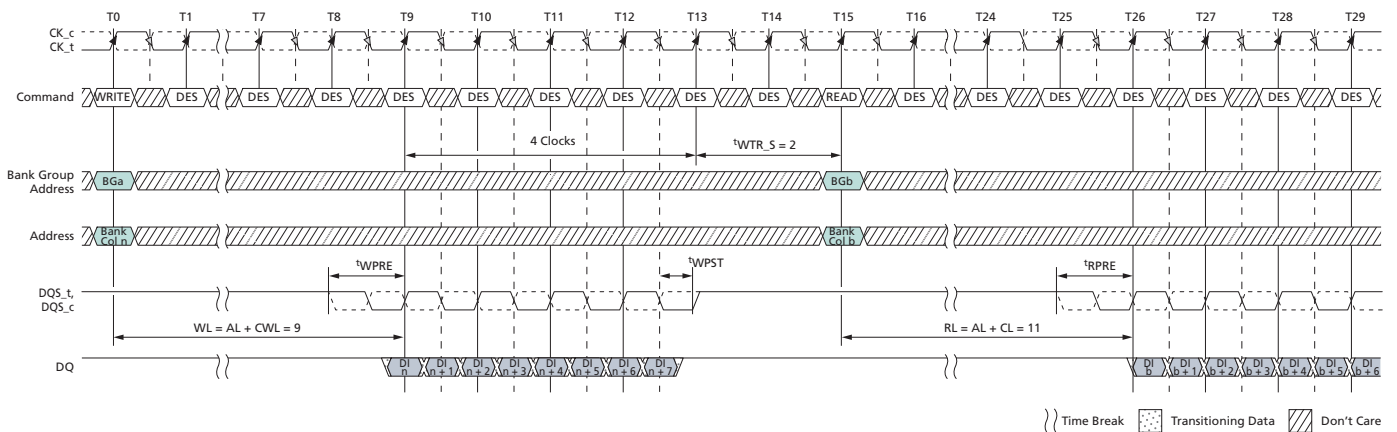 T0 T1 T7 T8 T9 T10 T11 T12 T13 T14 T15 T16 T24 T25 T26 T27 T28 T29
CK_c
CK_t
Command WRITE DES DES DES DES DES DES DES DES DES READ DES DES DES DES DES DES DES
4 Clocks
tWTR_S = 2
Bank Group
Address
BGa
BGb
Address
Bank
Col n
Bank
Col b
tWPRE
tWPST
tRPRE
DQS_t,
DQS_c
WL = AL + CWL = 9
RL = AL + CL = 11
DQ
DI
n
DI
n + 1
DI
n + 2
DI
n + 3
DI
n + 4
DI
n + 5
DI
n + 6
DI
n + 7
DI
b
DI
b + 1
DI
b + 2
DI
b + 3
DI
b + 4
DI
b + 5
DI
b + 6
Time Break
Transitioning Data
Don't Care